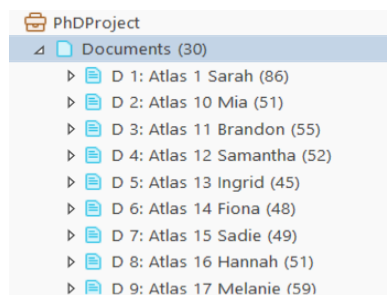 PhDProject
Documents (30)
D 1: Atlas 1 Sarah (86)
D 2: Atlas 10 Mia (51)
D 3: Atlas 11 Brandon (55)
D 4: Atlas 12 Samantha (52)
D 5: Atlas 13 Ingrid (45)
D 6: Atlas 14 Fiona (48)
D 7: Atlas 15 Sadie (49)
D 8: Atlas 16 Hannah (51)
D 9: Atlas 17 Melanie (59)